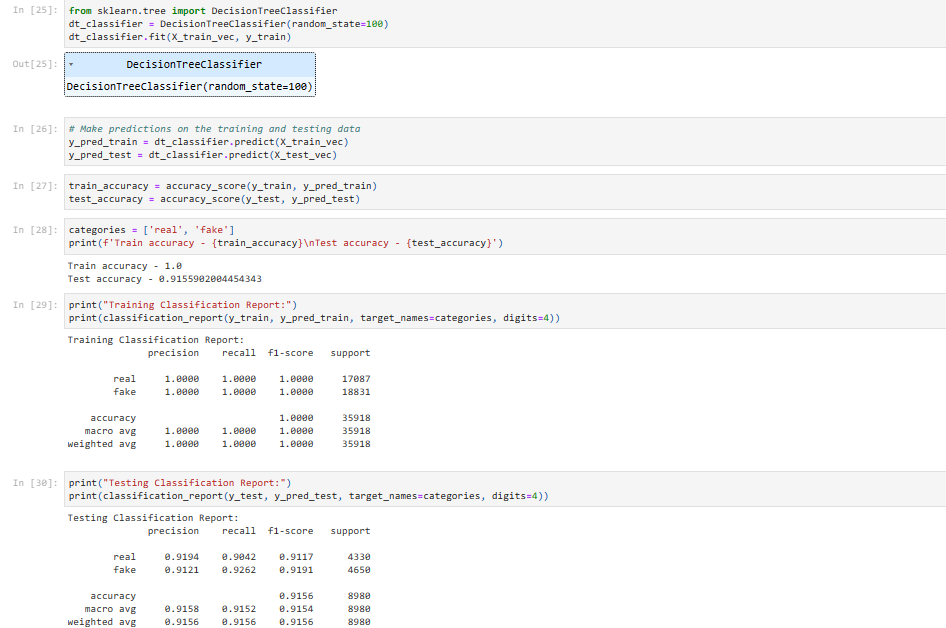 In [25]: from sklearn.tree import DecisionTreeClassifier
dt_classifier = DecisionTreeClassifier(random_state=100)
dt_classifier.fit(X_train_vec, y_train)
Out[25]: DecisionTreeClassifier
DecisionTreeClassifier(random_state=100)
In [26]: # Make predictions on the training and testing data
y_pred_train = dt_classifier.predict(X_train_vec)
y_pred_test = dt_classifier.predict(X_test_vec)
In [27]: train_accuracy = accuracy_score(y_train, y_pred_train)
test_accuracy = accuracy_score(y_test, y_pred_test)
In [28]: categories = ['real', 'fake']
print(f'Train accuracy - {train_accuracy}\nTest accuracy - {test_accuracy}')
Train accuracy - 1.0
Test accuracy - 0.9155902004454343
In [29]: print("Training Classification Report:")
print(classification_report(y_train, y_pred_train, target_names=categories, digits=4))
Training Classification Report:
precision recall f1-score support
real 1.0000 1.0000 1.0000 17087
fake 1.0000 1.0000 1.0000 18831
accuracy 1.0000 35918
macro avg 1.0000 1.0000 1.0000 35918
weighted avg 1.0000 1.0000 1.0000 35918
In [30]: print("Testing Classification Report:")
print(classification_report(y_test, y_pred_test, target_names=categories, digits=4))
Testing Classification Report:
precision recall f1-score support
real 0.9194 0.9042 0.9117 4330
fake 0.9121 0.9262 0.9191 4650
accuracy 0.9156 8980
macro avg 0.9158 0.9152 0.9154 8980
weighted avg 0.9156 0.9156 0.9156 8980